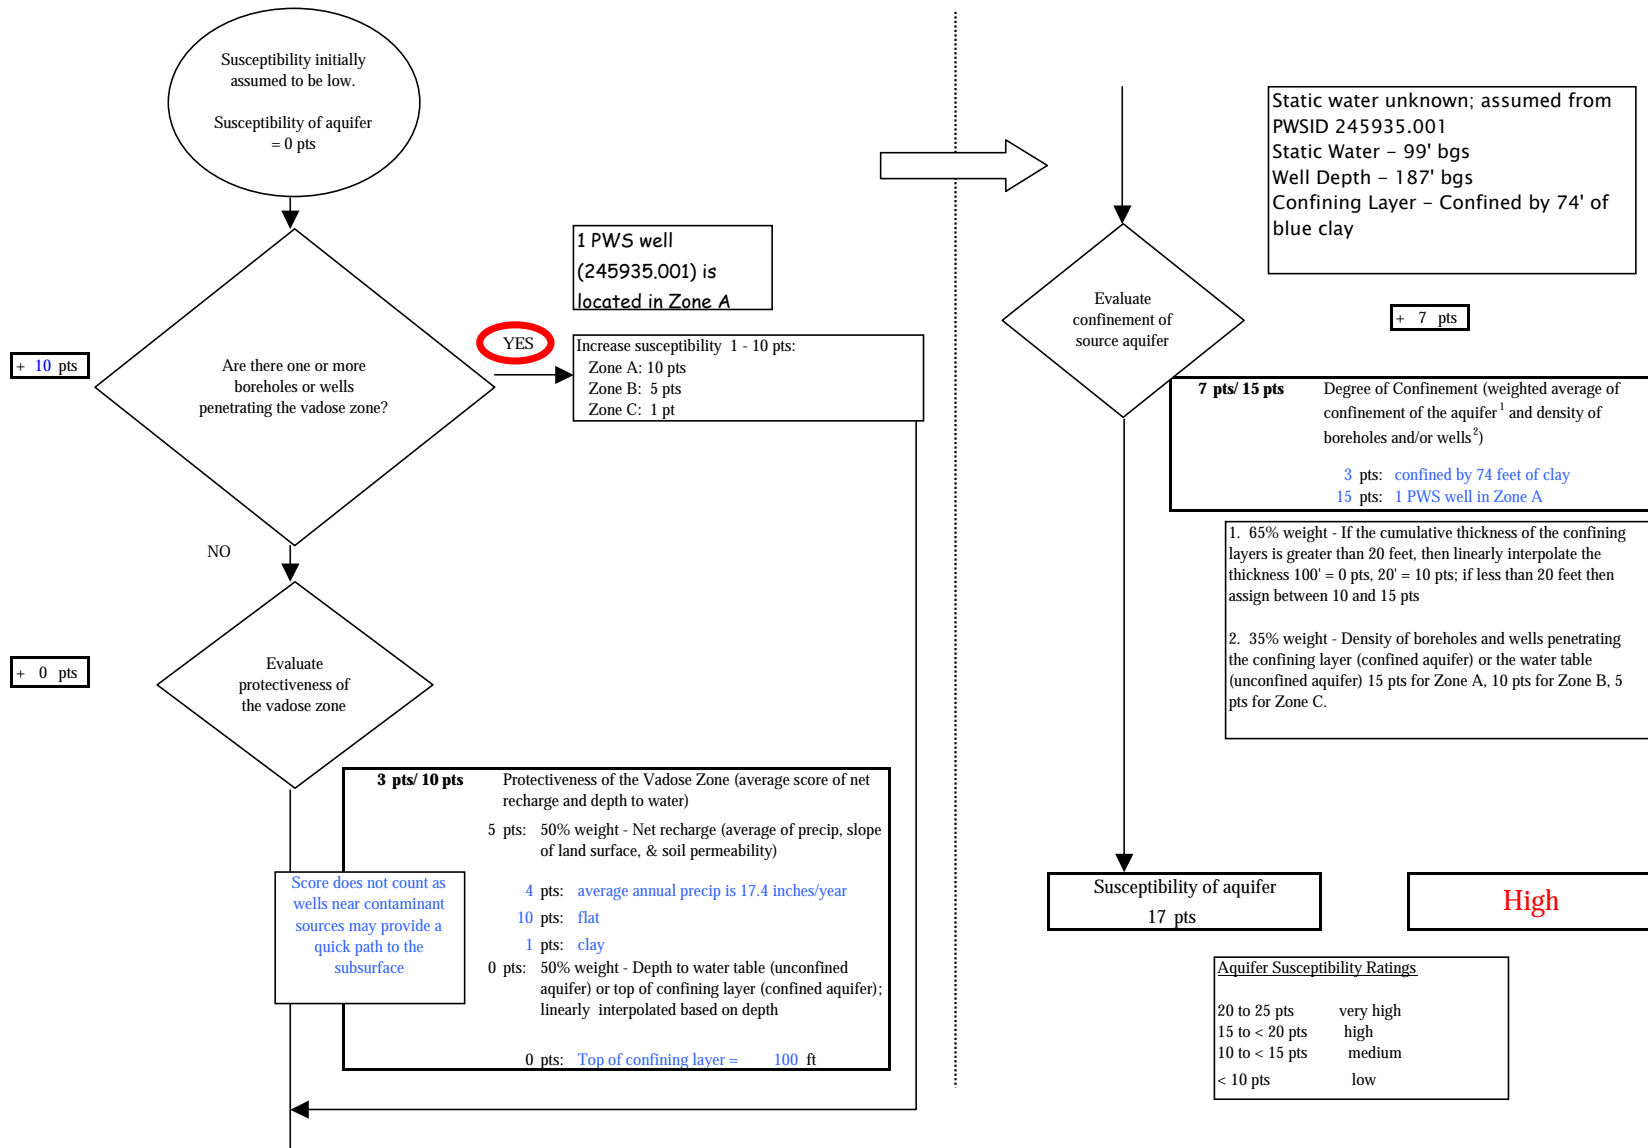 Susceptibility initially
assumed to be low.
Susceptibility of aquifer
= 0 pts
1 PWS well
(245935.001) is
located in Zone A
YES
+ 10 pts
Are there one or more
boreholes or wells
penetrating the vadose zone?
Increase susceptibility 1 - 10 pts:
Zone A: 10 pts
Zone B: 5 pts
Zone C: 1 pt
NO
+ 0 pts
Evaluate
protectiveness of
the vadose zone
3 pts/ 10 pts
Protectiveness of the Vadose Zone (average score of net
recharge and depth to water)
5 pts: 50% weight - Net recharge (average of precip, slope
of land surface, & soil permeability)
4 pts: average annual precip is 17.4 inches/year
10 pts: flat
1 pts: clay
0 pts: 50% weight - Depth to water table (unconfined
aquifer) or top of confining layer (confined aquifer);
linearly interpolated based on depth
0 pts: Top of confining layer = 100 ft
Score does not count as
wells near contaminant
sources may provide a
quick path to the
subsurface
Static water unknown; assumed from
PWSID 245935.001
Static Water – 99' bgs
Well Depth – 187' bgs
Confining Layer – Confined by 74' of
blue clay
Evaluate
confinement of
source aquifer
+ 7 pts
7 pts/ 15 pts
Degree of Confinement (weighted average of
confinement of the aquifer1 and density of
boreholes and/or wells2)
3 pts: confined by 74 feet of clay
15 pts: 1 PWS well in Zone A
1. 65% weight - If the cumulative thickness of the confining
layers is greater than 20 feet, then linearly interpolate the
thickness 100' = 0 pts, 20' = 10 pts; if less than 20 feet then
assign between 10 and 15 pts
2. 35% weight - Density of boreholes and wells penetrating
the confining layer (confined aquifer) or the water table
(unconfined aquifer) 15 pts for Zone A, 10 pts for Zone B, 5
pts for Zone C.
Susceptibility of aquifer
17 pts
High
Aquifer Susceptibility Ratings
20 to 25 pts very high
15 to < 20 pts high
10 to < 15 pts medium
< 10 pts low